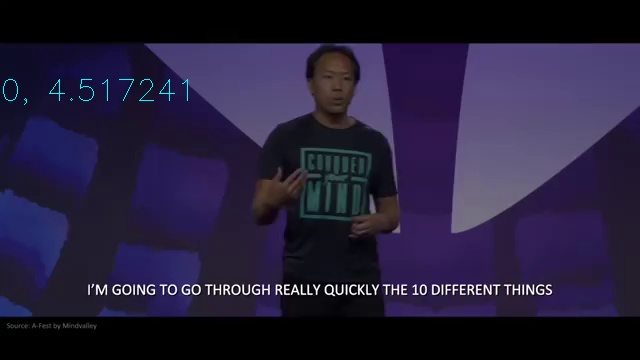 0, 4.517241
CONQUER
YOUR
MIND
I'M GOING TO GO THROUGH REALLY QUICKLY THE 10 DIFFERENT THINGS
Source: A-Fest by Mindvalley